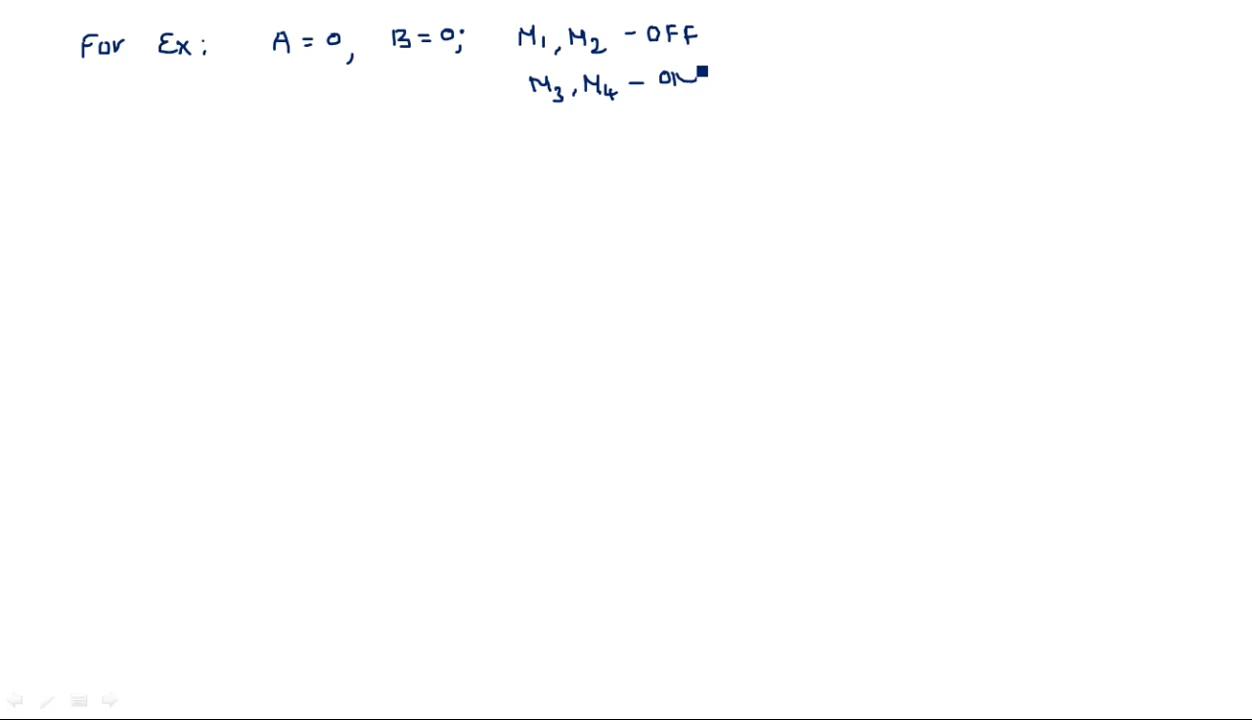 For Ex: A = 0, B = 0; M1, M2 - OFF
M3, M4 - ON